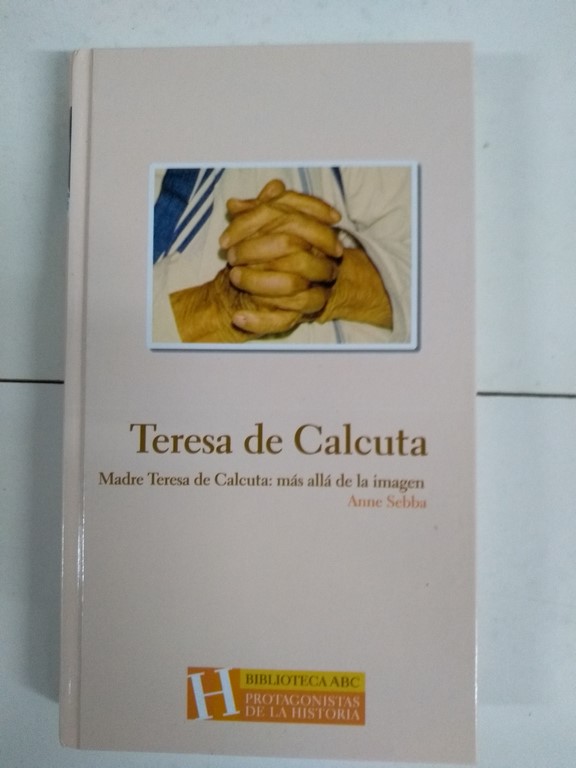 Teresa de Calcuta
Madre Teresa de Calcuta: más allá de la imagen
Anne Sebba
H
BIBLIOTECA ABC
PROTAGONISTAS
DE LA HISTORIA